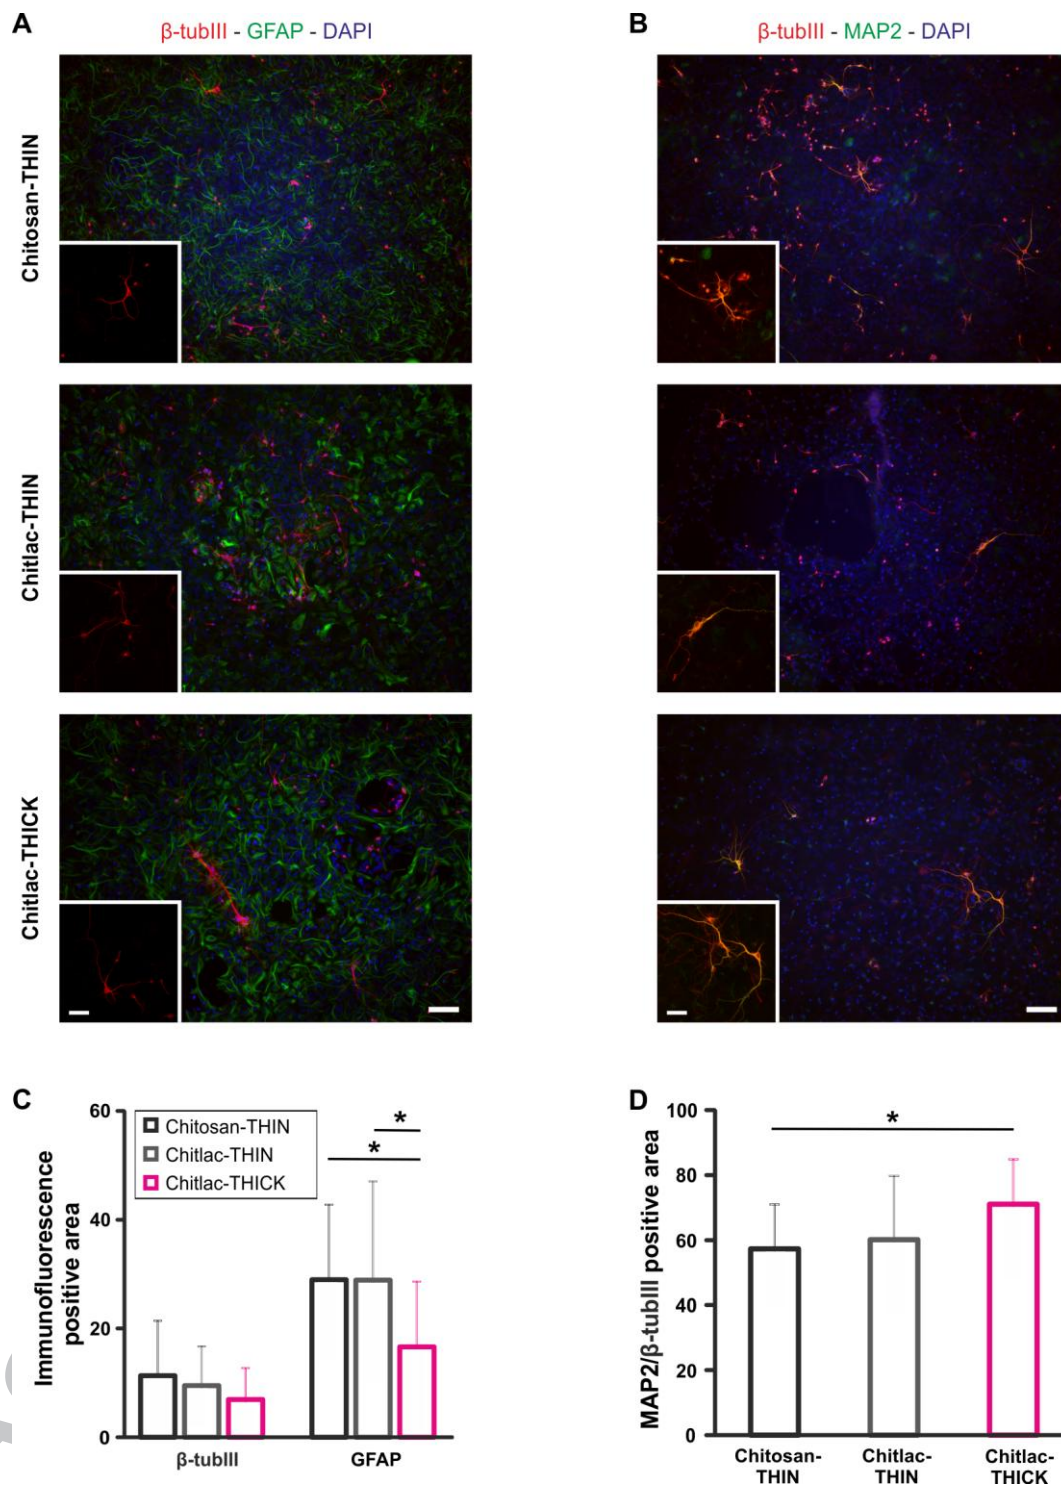 A
β-tubIII - GFAP - DAPI
B
β-tubIII - MAP2 - DAPI
Chitosan-THIN
Chitlac-THIN
Chitlac-THICK
C
Immunofluorescence
positive area
60
40
20
0
Chitosan-THIN
Chitlac-THIN
Chitlac-THICK
*
*
β-tubIII
GFAP
D
MAP2/β-tubIII positive area
100
80
60
40
20
0
*
Chitosan-
THIN
Chitlac-
THIN
Chitlac-
THICK